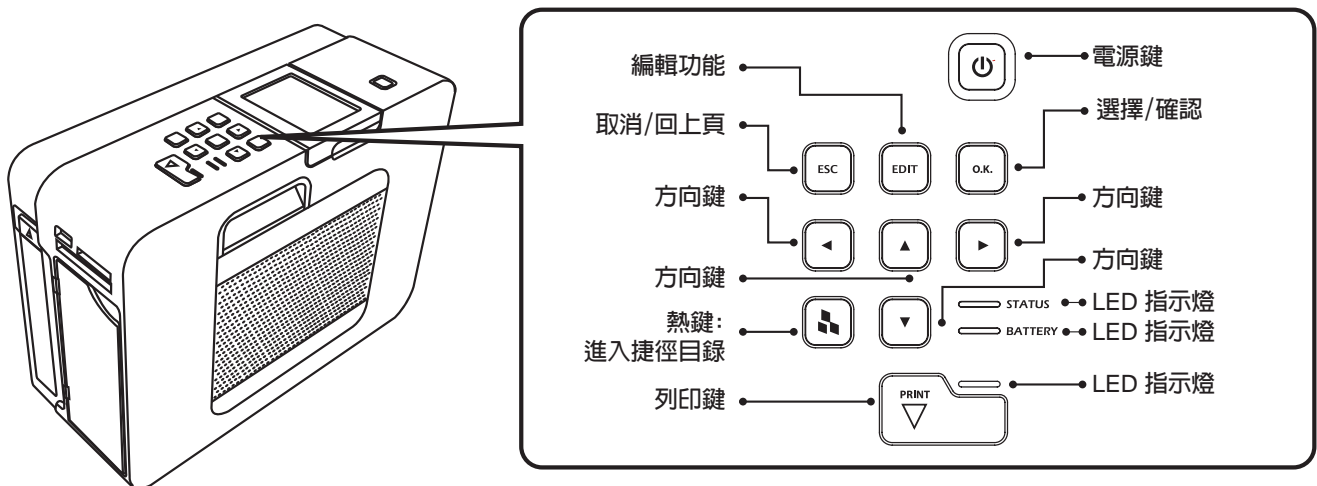 編輯功能
電源鍵
取消/回上頁
選擇/確認
ESC
EDIT
O.K.
方向鍵
方向鍵
方向鍵
方向鍵
STATUS
LED 指示燈
熱鍵:
進入捷徑目錄
BATTERY
LED 指示燈
列印鍵
PRINT
LED 指示燈